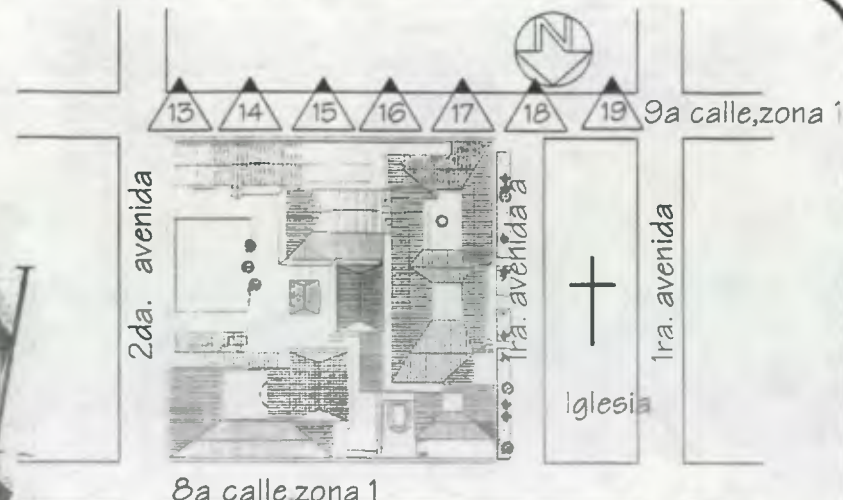 N
13 14 15 16 17 18 19 9a calle,zona 1
2da. avenida
1ra. avenida a
1ra. avenida
Iglesia
8a calle,zona 1